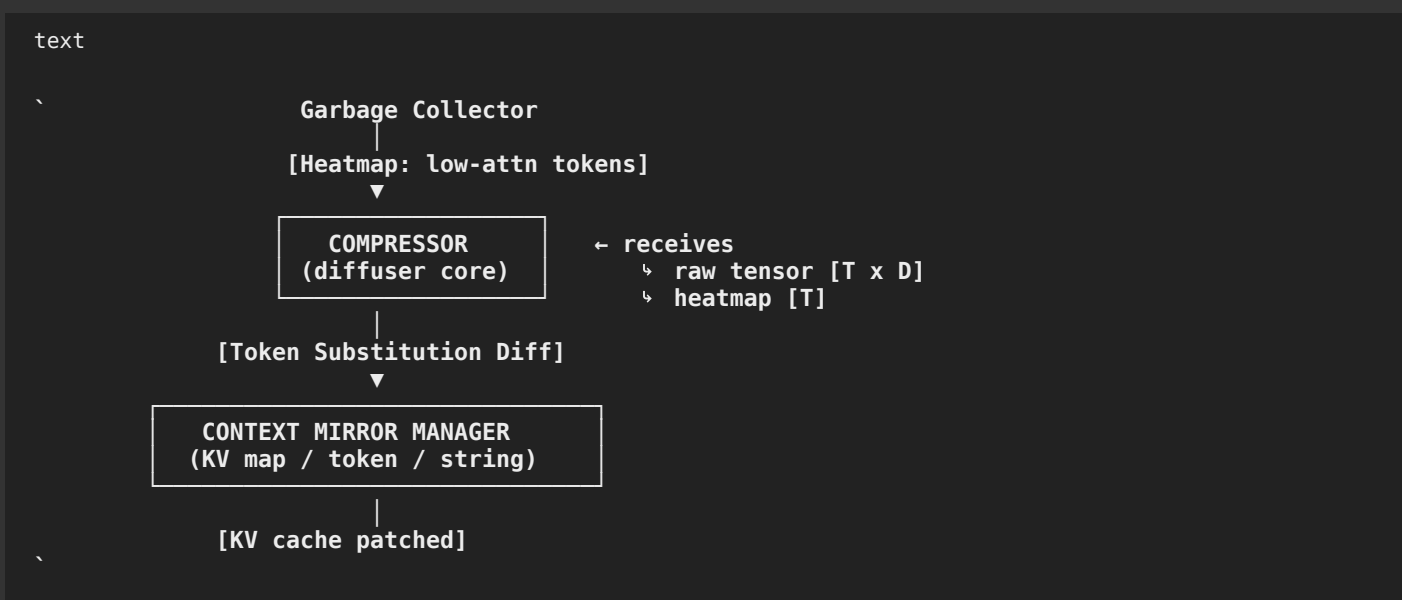 text
`                  Garbage Collector
                        │
                  [Heatmap: low-attn tokens]
                        ▼
                 ┌───────────────────┐
                 │   COMPRESSOR      │   ← receives
                 │ (diffuser core)   │      ↳ raw tensor [T x D]
                 └───────────────────┘      ↳ heatmap [T]
                        │
             [Token Substitution Diff]
                        ▼
        ┌────────────────────────────────┐
        │   CONTEXT MIRROR MANAGER       │
        │  (KV map / token / string)     │
        └────────────────────────────────┘
                        │
             [KV cache patched]
`